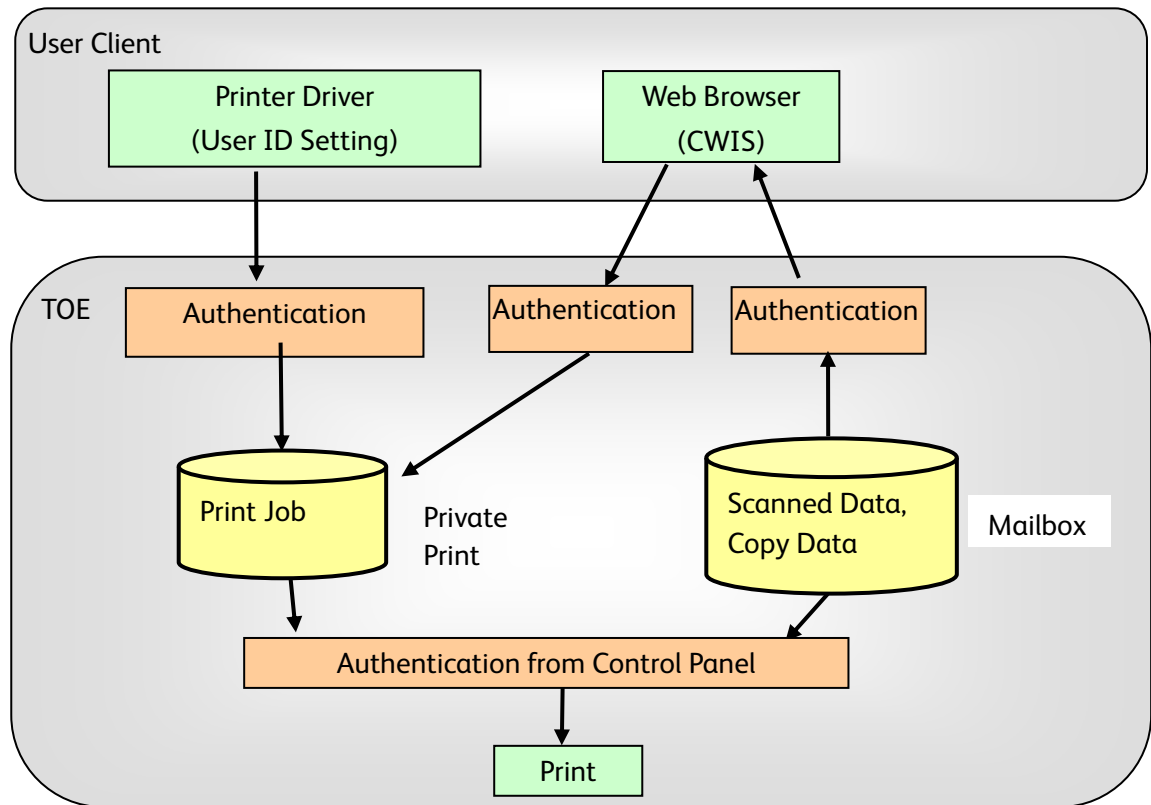 User Client
Printer Driver
(User ID Setting)
Web Browser
(CWIS)
TOE
Authentication
Authentication
Authentication
Print Job
Private
Print
Scanned Data,
Copy Data
Mailbox
Authentication from Control Panel
Print